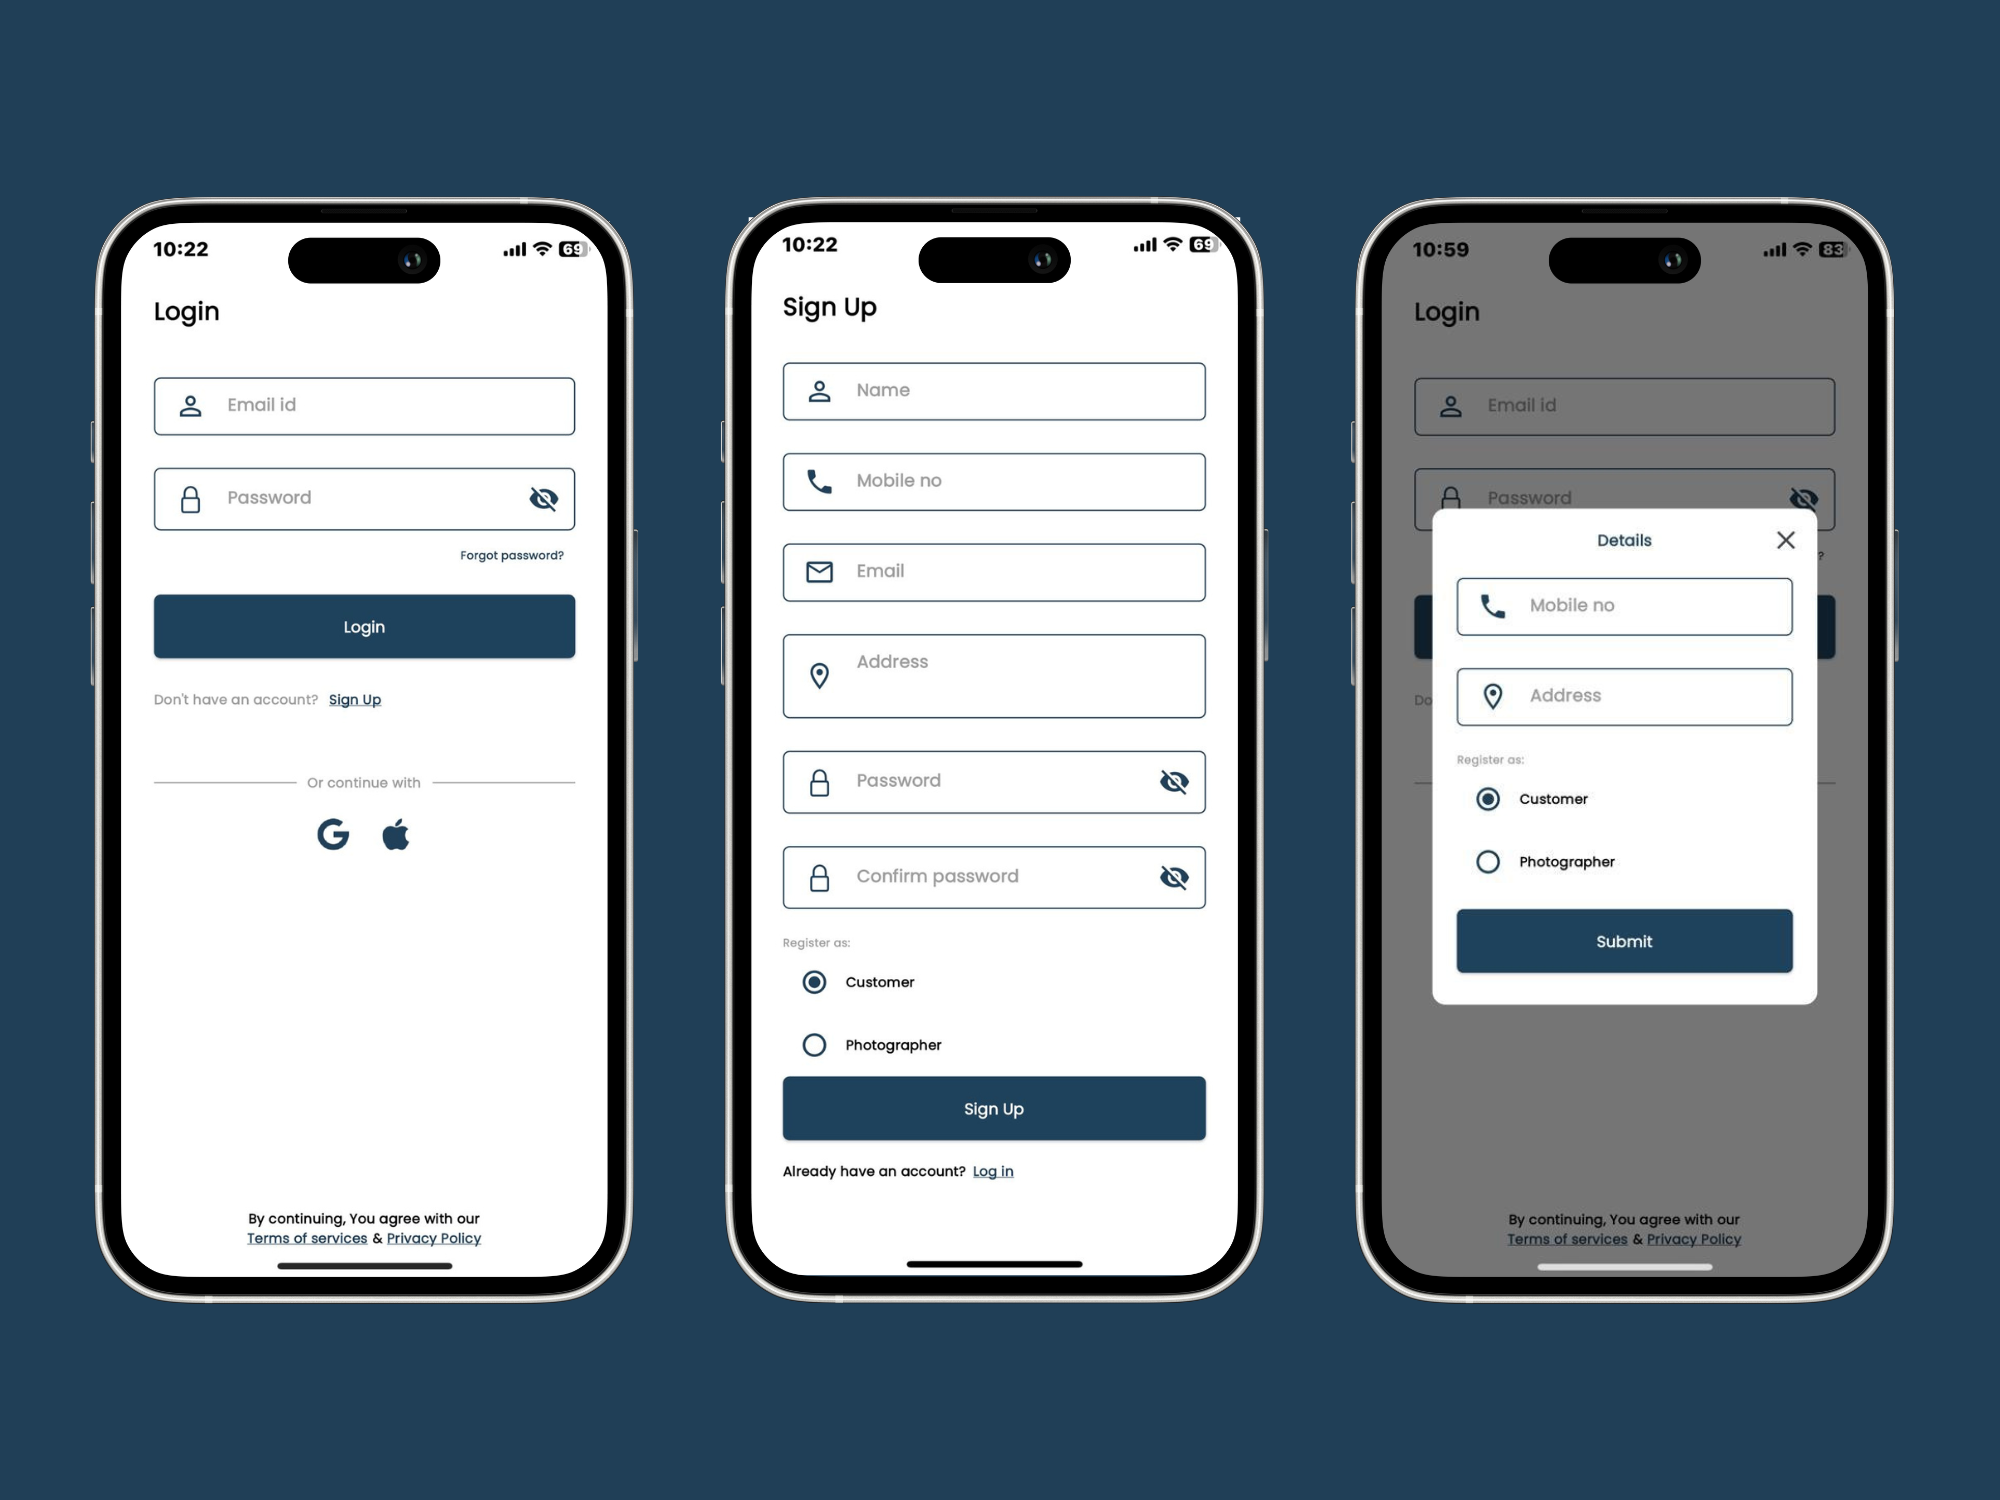 10:22
69
Login
Email id
Password
Forgot password?
Login
Don't have an account? Sign Up
Or continue with
By continuing, You agree with our
Terms of services & Privacy Policy
10:22
69
Sign Up
Name
Mobile no
Email
Address
Password
Confirm password
Register as:
Customer
Photographer
Sign Up
Already have an account? Log in
10:59
83
Login
Email id
Password
?
Details
Mobile no
Do
Address
Register as:
Customer
Photographer
Submit
By continuing, You agree with our
Terms of services & Privacy Policy